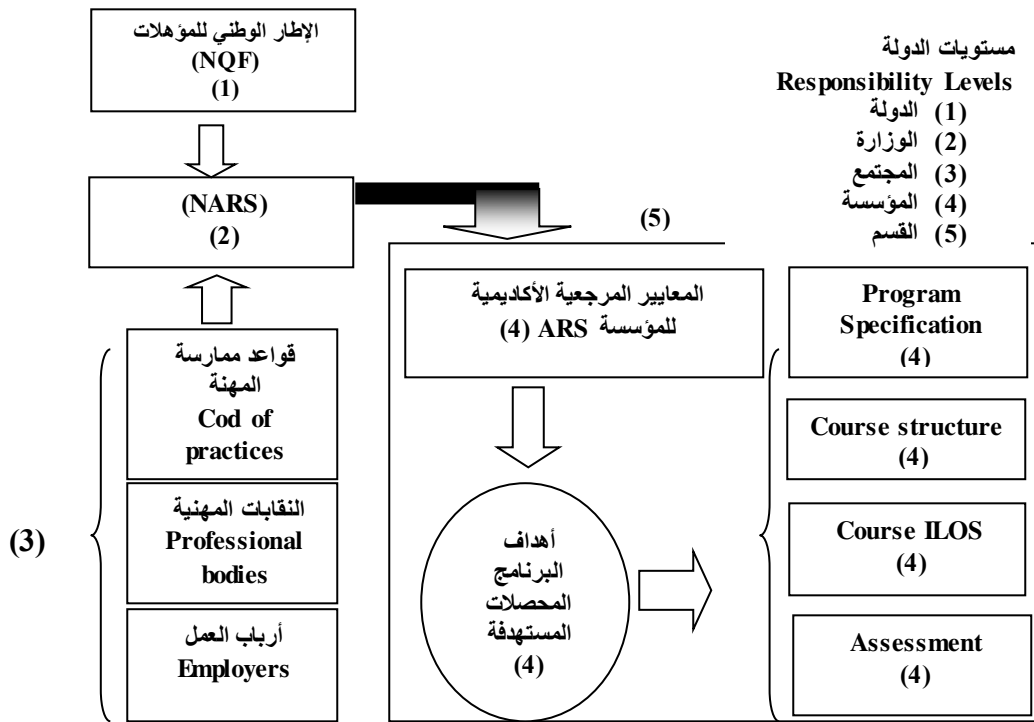 الإطار الوطني للمؤهلات
(NQF)
(1)
(NARS)
(2)
قواعد ممارسة
المهنة
Cod of
practices
النقابات المهنية
Professional
bodies
أرباب العمل
Employers
(3)
(5)
المعايير المرجعية الأكاديمية
للمؤسسة ARS (4)
أهداف
البرنامج
المحصلات
المستهدفة
(4)
مستويات الدولة
Responsibility Levels
(1) الدولة
(2) الوزارة
(3) المجتمع
(4) المؤسسة
(5) القسم
Program
Specification
(4)
Course structure
(4)
Course ILOS
(4)
Assessment
(4)